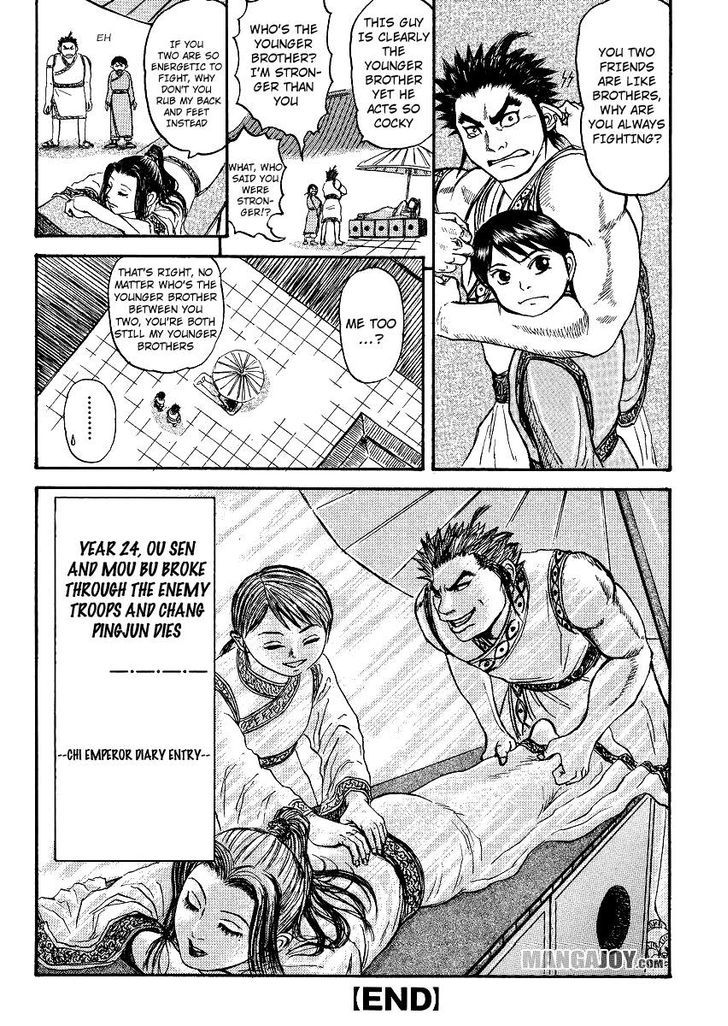 YOU TWO
FRIENDS
ARE LIKE
BROTHERS,
WHY ARE
YOU ALWAYS
FIGHTING?
THIS GUY
IS CLEARLY
THE
YOUNGER
BROTHER
YET HE
ACTS SO
COCKY
WHO'S THE
YOUNGER
BROTHER?
I'M STRON-
GER THAN
YOU
WHAT, WHO
SAID YOU
WERE
STRON-
GER!?
IF YOU
TWO ARE SO
ENERGETIC TO
FIGHT, WHY
DON'T YOU
RUB MY BACK
AND FEET
INSTEAD
EH
ME TOO
...?
THAT'S RIGHT, NO
MATTER WHO'S THE
YOUNGER BROTHER
BETWEEN YOU
TWO, YOU'RE BOTH
STILL MY YOUNGER
BROTHERS
........
YEAR 24, OU SEN
AND MOU BU BROKE
THROUGH THE ENEMY
TROOPS AND CHANG
PINGJUN DIES
--CHI EMPEROR DIARY ENTRY--
MANGAJOY.COM
【END】